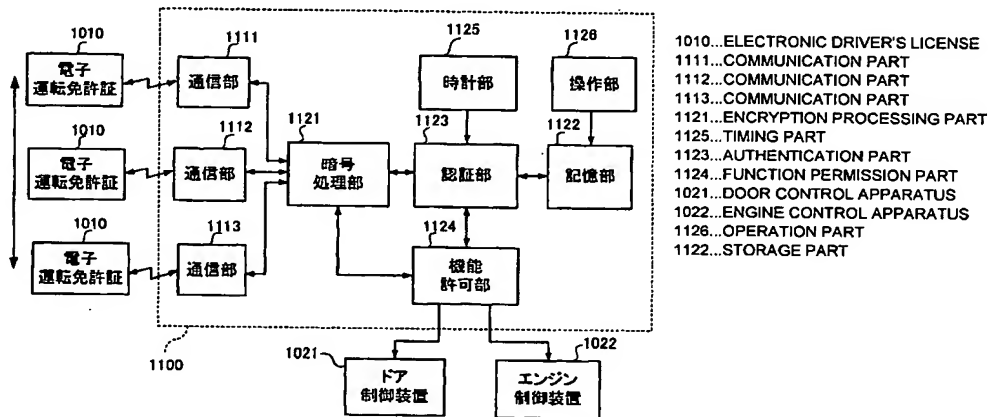 1010
電子
運転免許証
1111
通信部
1125
時計部
1126
操作部
1010
電子
運転免許証
1112
通信部
1121
暗号
処理部
1123
認証部
1122
記憶部
1010
電子
運転免許証
1113
通信部
1124
機能
許可部
1100
1021
ドア
制御装置
1022
エンジン
制御装置
1010...ELECTRONIC DRIVER'S LICENSE
1111...COMMUNICATION PART
1112...COMMUNICATION PART
1113...COMMUNICATION PART
1121...ENCRYPTION PROCESSING PART
1125...TIMING PART
1123...AUTHENTICATION PART
1124...FUNCTION PERMISSION PART
1021...DOOR CONTROL APPARATUS
1022...ENGINE CONTROL APPARATUS
1126...OPERATION PART
1122...STORAGE PART